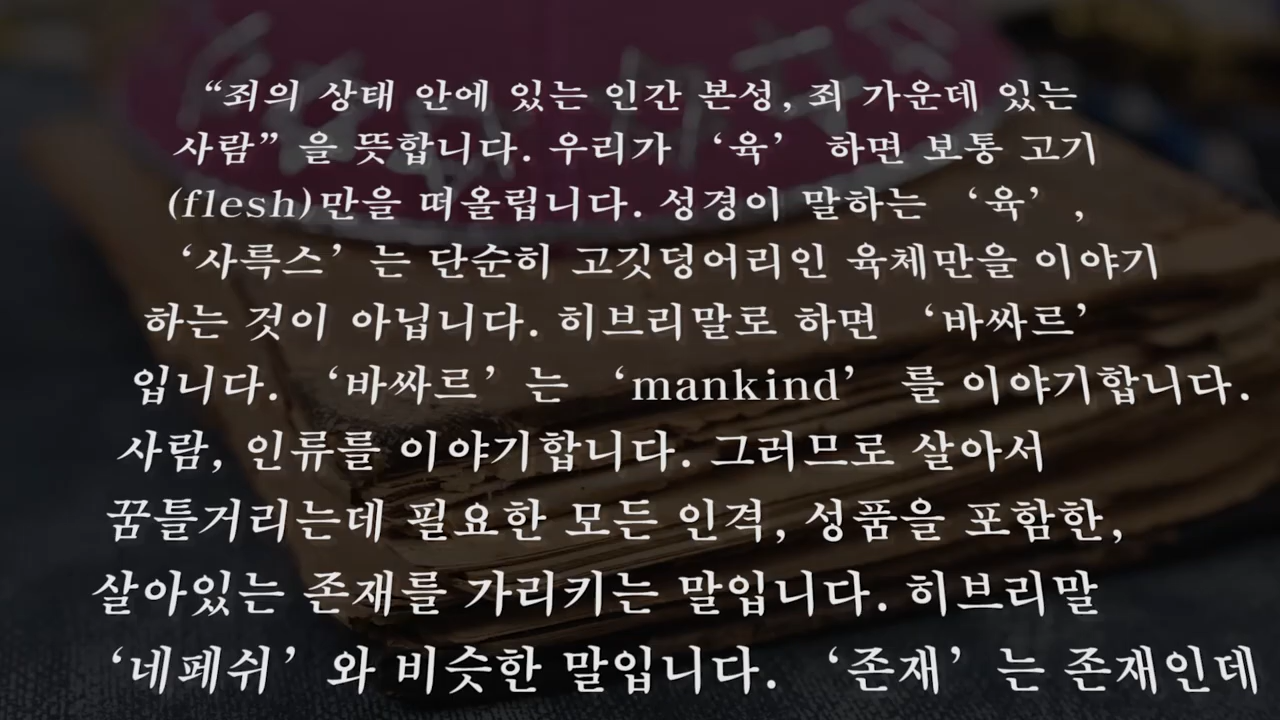 “죄의 상태 안에 있는 인간 본성, 죄 가운데 있는
사람” 을 뜻합니다. 우리가 ‘육’ 하면 보통 고기
(flesh)만을 떠올립니다. 성경이 말하는 ‘육’ ,
‘사륵스’ 는 단순히 고깃덩어리인 육체만을 이야기
하는 것이 아닙니다. 히브리말로 하면 ‘바싸르’
입니다. ‘바싸르’ 는 ‘mankind’ 를 이야기합니다.
사람, 인류를 이야기합니다. 그러므로 살아서
꿈틀거리는데 필요한 모든 인격, 성품을 포함한,
살아있는 존재를 가리키는 말입니다. 히브리말
‘네페쉬’ 와 비슷한 말입니다. ‘존재’ 는 존재인데